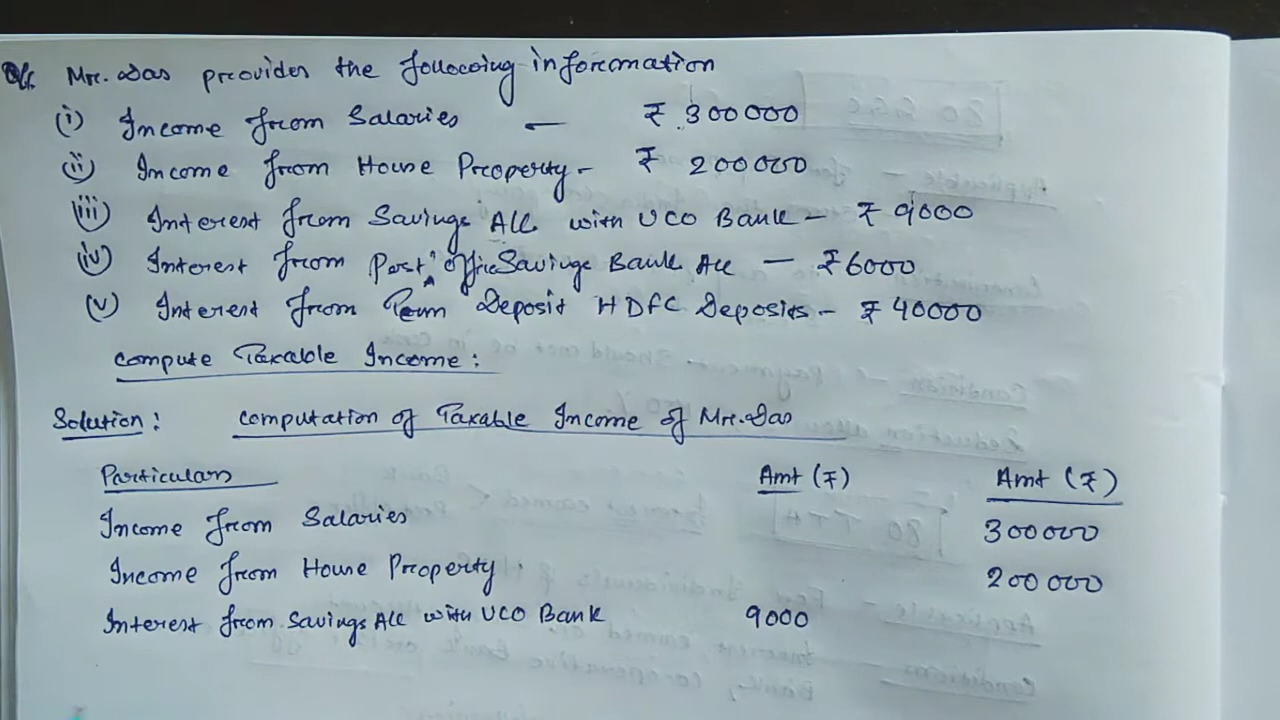 Q1. Mr. Das provides the following information
(i) Income from Salaries — ₹ 300000
(ii) Income from House Property - ₹ 200000
(iii) Interest from Savings A/c with UCO Bank - ₹ 9000
(iv) Interest from Post Office Savings Bank A/c — ₹6000
(v) Interest from Term Deposit HDFC Deposits - ₹ 40000
Compute Taxable Income:
Solution: Computation of Taxable Income of Mr. Das
Particulars Amt (₹) Amt (₹)
Income from Salaries 300000
Income from House Property 200000
Interest from Savings A/c with UCO Bank 9000